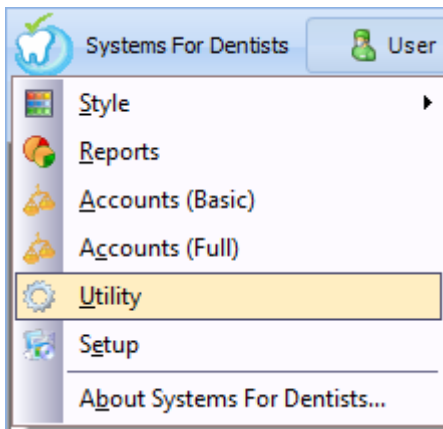 Systems For Dentists User
Style
Reports
Accounts (Basic)
Accounts (Full)
Utility
Setup
About Systems For Dentists...